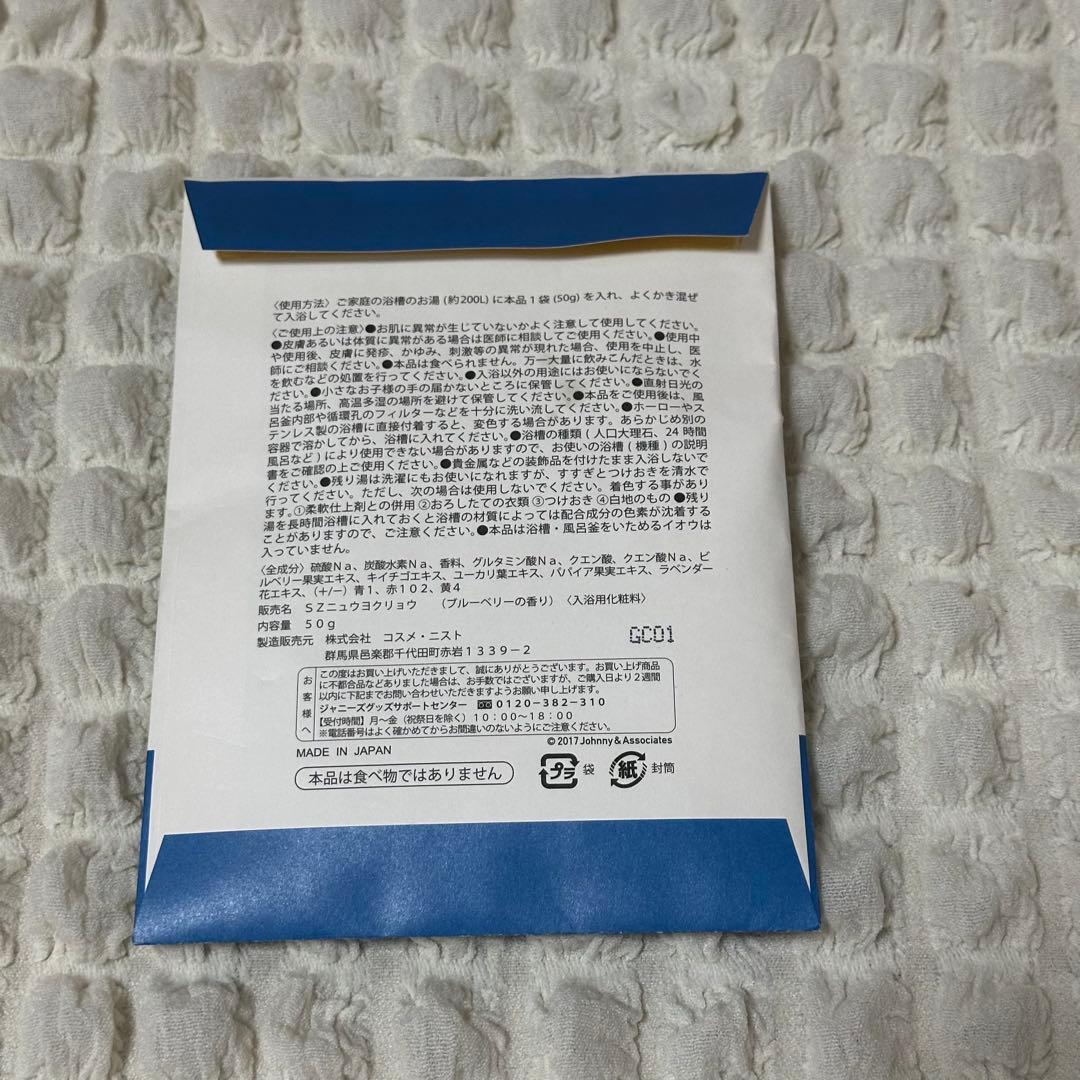 〈使用方法〉ご家庭の浴槽のお湯 (約200L) に本品１袋 (50g) を入れ、よくかき混ぜ
て入浴してください。
〈ご使用上の注意〉●お肌に異常が生じていないかよく注意して使用してください。
●皮膚あるいは体質に異常がある場合は医師に相談してご使用ください。●使用中
や使用後、皮膚に発疹、かゆみ、刺激等の異常が現れた場合、使用を中止し、医
師にご相談ください。●本品は食べられません。万一大量に飲みこんだときは、水
を飲むなどの処置を行ってください。●入浴以外の用途にはお使いにならないでく
ださい。●小さなお子様の手の届かないところに保管してください。●直射日光の
当たる場所、高温多湿の場所を避けて保管してください。●本品をご使用後は、風
呂釜内部や循環孔のフィルターなどを十分に洗い流してください。●ホーローやス
テンレス製の浴槽に直接付着すると、変色する場合があります。あらかじめ別の
容器で溶かしてから、浴槽に入れてください。●浴槽の種類 ( 人口大理石、24 時間
風呂など ) により使用できない場合がありますので、お使いの浴槽 ( 機種 ) の説明
書をご確認の上ご使用ください。●貴金属などの装飾品を付けたまま入浴しないで
ください。●残り湯は洗濯にもお使いになれますが、すすぎとつけおきを清水で
行ってください。ただし、次の場合は使用しないでください。着色する事があり
ます。①柔軟仕上剤との併用 ②おろしたての衣類 ③つけおき ④白地のもの ●残り
湯を長時間浴槽に入れておくと浴槽の材質によっては配合成分の色素が沈着する
ことがありますので、ご注意ください。●本品は浴槽・風呂釜をいためるイオウは
入っていません。
〈全成分〉硫酸Ｎａ、炭酸水素Ｎａ、香料、グルタミン酸Ｎａ、クエン酸、クエン酸Ｎａ、ビ
ルベリー果実エキス、キイチゴエキス、ユーカリ葉エキス、パパイア果実エキス、ラベンダー
花エキス、(＋/−) 青１、赤１０２、黄４
販売名 ＳＺニュウヨクリョウ （ブルーベリーの香り）〈入浴用化粧料〉
内容量 ５０ｇ
製造販売元 株式会社 コスメ・ニスト
GC01
群馬県邑楽郡千代田町赤岩１３３９－２
お客様へ
この度はお買い上げいただきまして、誠にありがとうございます。お買い上げ商品
に不都合品などありました場合は、お手数ではございますが、ご購入日より２週間
以内に下記までお問い合わせいただきますようお願い申し上げます。
ジャニーズグッズサポートセンター 0120−382−310
【受付時間】月〜金（祝祭日を除く）１０：００〜１８：００
※電話番号はよく確かめてからお間違いのないようにご注意ください。
© 2017 Johnny & Associates
MADE IN JAPAN
本品は食べ物ではありません
プラ 袋 紙 封筒